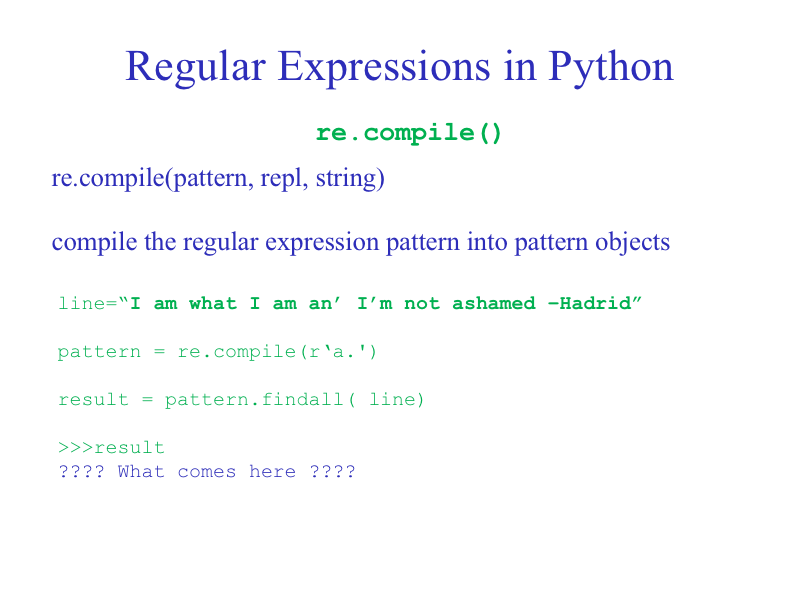 Regular Expressions in Python
re.compile()
re.compile(pattern, repl, string)
compile the regular expression pattern into pattern objects
line=“I am what I am an’ I’m not ashamed –Hadrid”
pattern = re.compile(r‘a.')
result = pattern.findall( line)
>>>result
???? What comes here ????